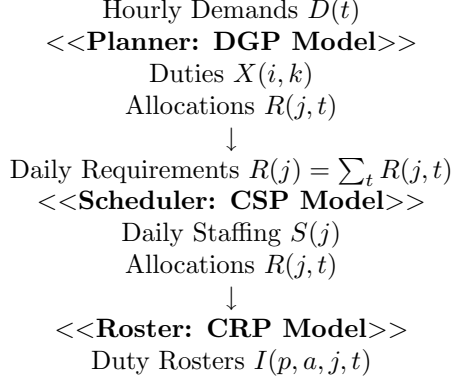 Hourly Demands D(t)
<<Planner: DGP Model>>
Duties X(i, k)
Allocations R(j, t)
↓
Daily Requirements R(j) = ∑_t R(j, t)
<<Scheduler: CSP Model>>
Daily Staffing S(j)
Allocations R(j, t)
↓
<<Roster: CRP Model>>
Duty Rosters I(p, a, j, t)